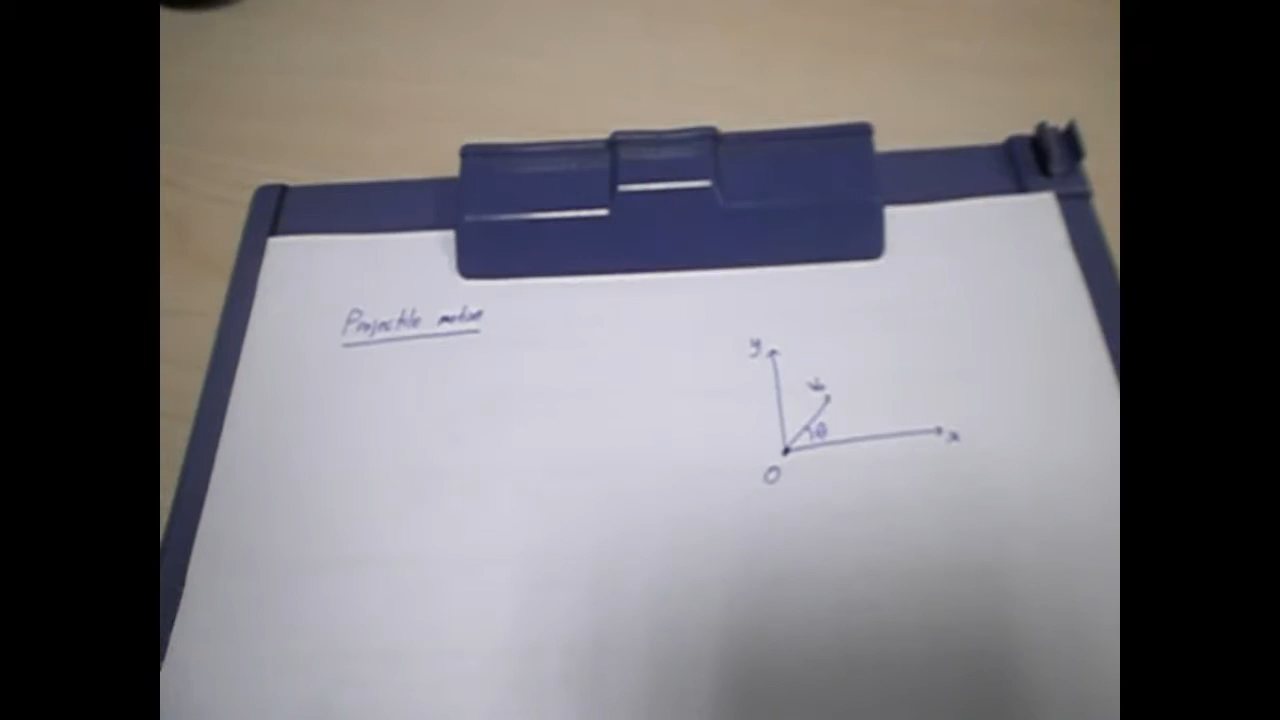 Projectile motion
y
V₀
θ
x
O